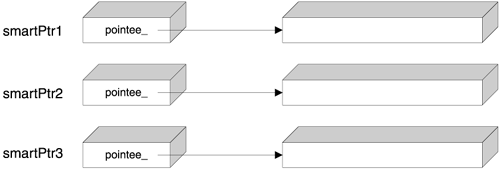 smartPtr1 pointee_
smartPtr2 pointee_
smartPtr3 pointee_